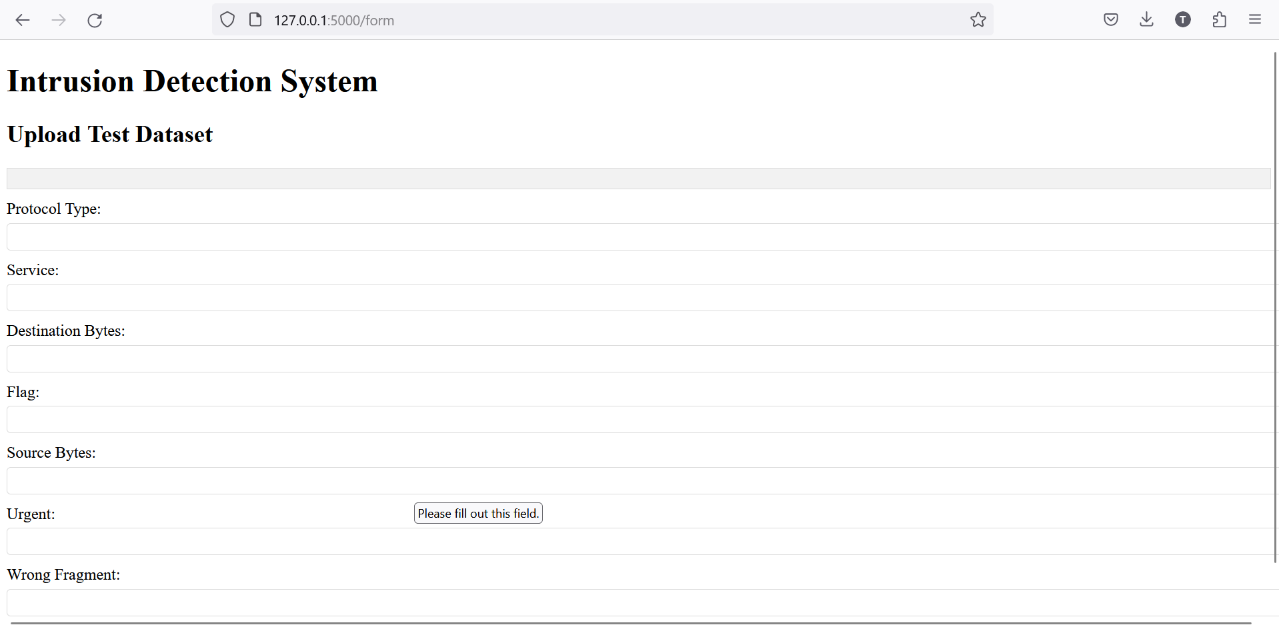 127.0.0.1:5000/form
T
Intrusion Detection System
Upload Test Dataset
Protocol Type:
Service:
Destination Bytes:
Flag:
Source Bytes:
Urgent:
Please fill out this field.
Wrong Fragment: